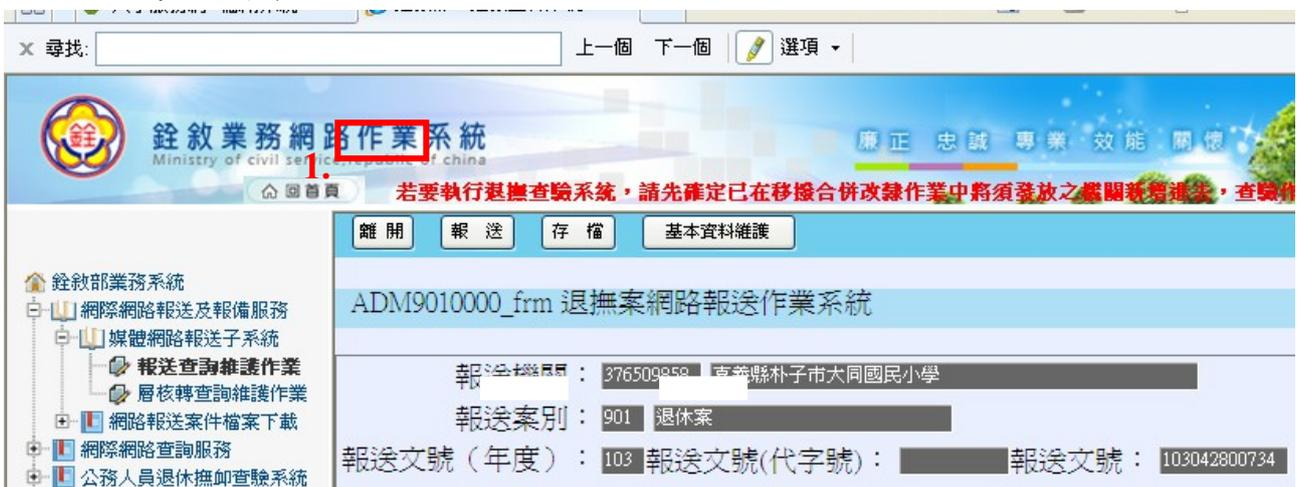 x 尋找: 上一個 下一個 選項
銓敘業務網路作業系統
Ministry of civil service,republic of china
廉正 忠誠 專業 效能 關懷
1.
回首頁
若要執行退撫查驗系統，請先確定已在移撥合併改隸作業中將須發放之機關新增進去，查驗作
離開 報送 存檔 基本資料維護
銓敘部業務系統
網際網路報送及報備服務
媒體網路報送子系統
報送查詢維護作業
層核轉查詢維護作業
網路報送案件檔案下載
網際網路查詢服務
公務人員退休撫卹查驗系統
ADM9010000_frm 退撫案網路報送作業系統
報送機關： 376509858 嘉義縣朴子市大同國民小學
報送案別： 901 退休案
報送文號（年度）： 103 報送文號(代字號)： 報送文號： 103042800734